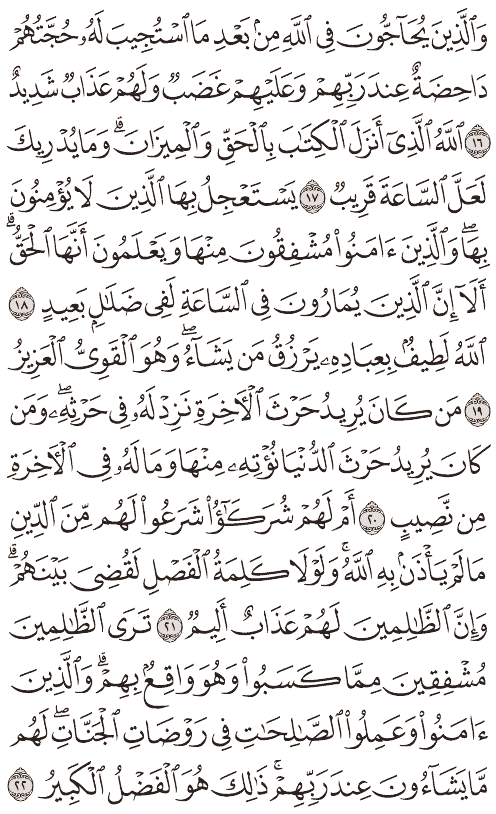 وَٱلَّذِينَ يُحَآجُّونَ فِي ٱللَّهِ مِنۢ بَعۡدِ مَا ٱسۡتُجِيبَ لَهُۥ حُجَّتُهُمۡ
دَاحِضَةٌ عِندَ رَبِّهِمۡ وَعَلَيۡهِمۡ غَضَبٞ وَلَهُمۡ عَذَابٞ شَدِيدٌ
١٦ ٱللَّهُ ٱلَّذِيٓ أَنزَلَ ٱلۡكِتَٰبَ بِٱلۡحَقِّ وَٱلۡمِيزَانَۗ وَمَا يُدۡرِيكَ
لَعَلَّ ٱلسَّاعَةَ قَرِيبٞ ١٧ يَسۡتَعۡجِلُ بِهَا ٱلَّذِينَ لَا يُؤۡمِنُونَ
بِهَاۖ وَٱلَّذِينَ ءَامَنُواْ مُشۡفِقُونَ مِنۡهَا وَيَعۡلَمُونَ أَنَّهَا ٱلۡحَقُّۗ
أَلَآ إِنَّ ٱلَّذِينَ يُمَارُونَ فِي ٱلسَّاعَةِ لَفِي ضَلَٰلِۭ بَعِيدٍ ١٨
ٱللَّهُ لَطِيفُۢ بِعِبَادِهِۦ يَرۡزُقُ مَن يَشَآءُۖ وَهُوَ ٱلۡقَوِيُّ ٱلۡعَزِيزُ
١٩ مَن كَانَ يُرِيدُ حَرۡثَ ٱلۡأٓخِرَةِ نَزِدۡ لَهُۥ فِي حَرۡثِهِۦۖ وَمَن
كَانَ يُرِيدُ حَرۡثَ ٱلدُّنۡيَا نُؤۡتِهِۦ مِنۡهَا وَمَا لَهُۥ فِي ٱلۡأٓخِرَةِ
مِن نَّصِيبٍ ٢٠ أَمۡ لَهُمۡ شُرَكَٰٓؤُاْ شَرَعُواْ لَهُم مِّنَ ٱلدِّينِ
مَا لَمۡ يَأۡذَنۢ بِهِ ٱللَّهُۚ وَلَوۡلَا كَلِمَةُ ٱلۡفَصۡلِ لَقُضِيَ بَيۡنَهُمۡۗ
وَإِنَّ ٱلظَّٰلِمِينَ لَهُمۡ عَذَابٌ أَلِيمٞ ٢١ تَرَى ٱلظَّٰلِمِينَ
مُشۡفِقِينَ مِمَّا كَسَبُواْ وَهُوَ وَاقِعُۢ بِهِمۡۗ وَٱلَّذِينَ
ءَامَنُواْ وَعَمِلُواْ ٱلصَّٰلِحَٰتِ فِي رَوۡضَاتِ ٱلۡجَنَّاتِۖ لَهُم
مَّا يَشَآءُونَ عِندَ رَبِّهِمۡۚ ذَٰلِكَ هُوَ ٱلۡفَضۡلُ ٱلۡكَبِيرُ ٢٢